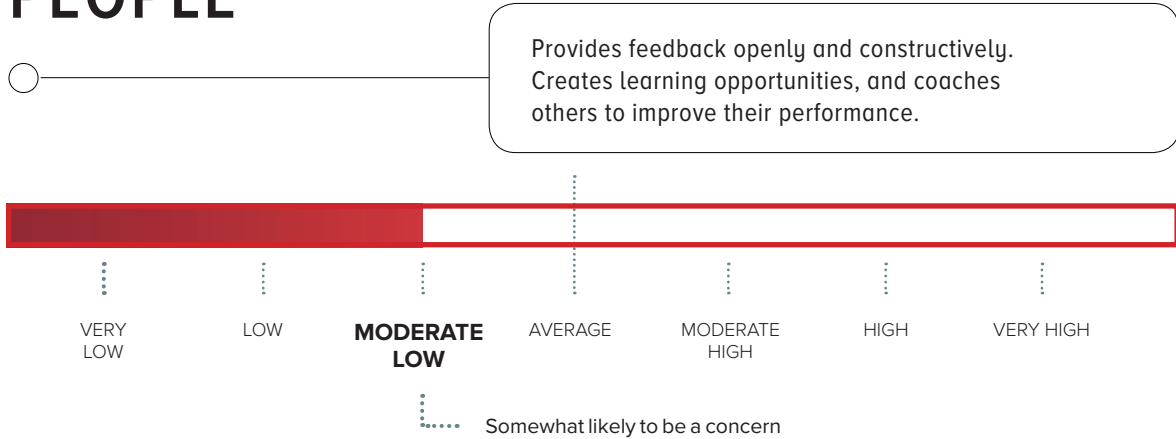 PEOPLE
Provides feedback openly and constructively.
Creates learning opportunities, and coaches
others to improve their performance.
VERY
LOW
LOW
MODERATE
LOW
AVERAGE
MODERATE
HIGH
HIGH
VERY HIGH
Somewhat likely to be a concern